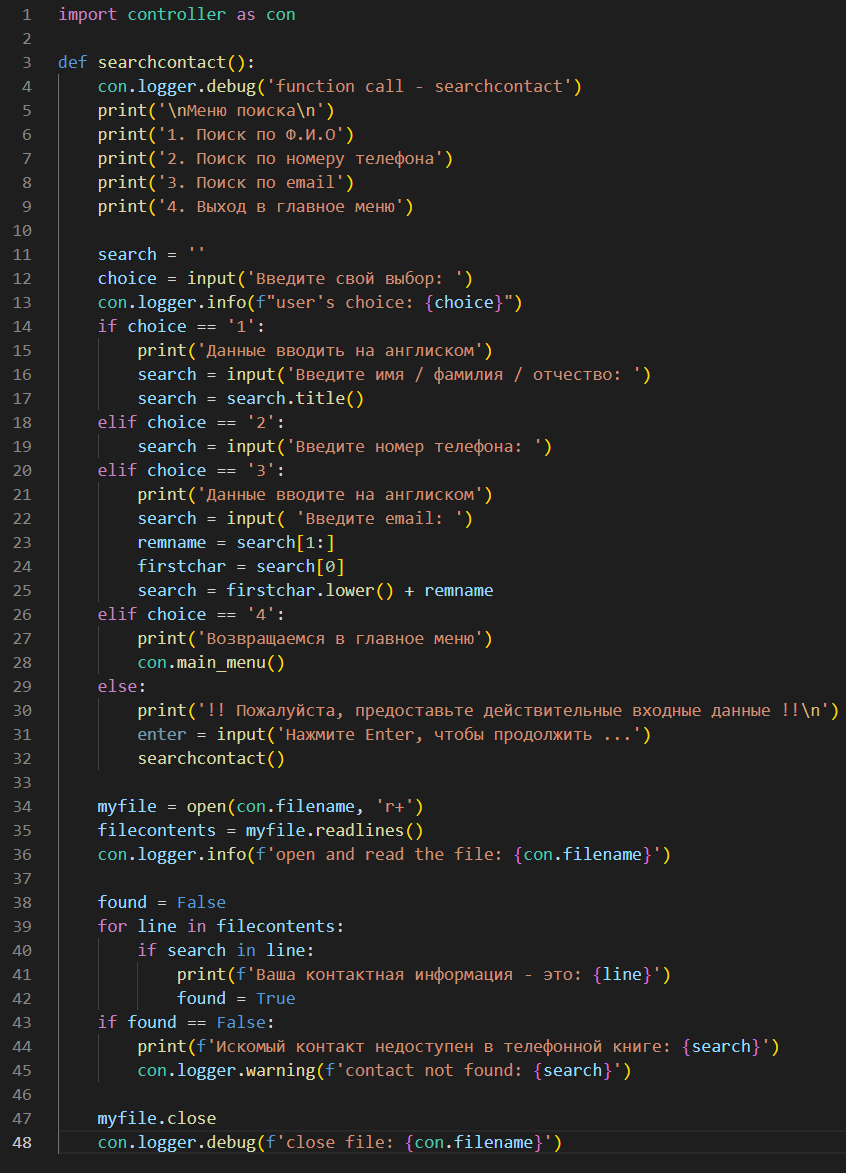 1 import controller as con
2
3 def searchcontact():
4     con.logger.debug('function call - searchcontact')
5     print('\nМеню поиска\n')
6     print('1. Поиск по Ф.И.О')
7     print('2. Поиск по номеру телефона')
8     print('3. Поиск по email')
9     print('4. Выход в главное меню')
10
11     search = ''
12     choice = input('Введите свой выбор: ')
13     con.logger.info(f"user's choice: {choice}")
14     if choice == '1':
15         print('Данные вводить на англиском')
16         search = input('Введите имя / фамилия / отчество: ')
17         search = search.title()
18     elif choice == '2':
19         search = input('Введите номер телефона: ')
20     elif choice == '3':
21         print('Данные вводите на англиском')
22         search = input( 'Введите email: ')
23         remname = search[1:]
24         firstchar = search[0]
25         search = firstchar.lower() + remname
26     elif choice == '4':
27         print('Возвращаемся в главное меню')
28         con.main_menu()
29     else:
30         print('!! Пожалуйста, предоставьте действительные входные данные !!\n')
31         enter = input('Нажмите Enter, чтобы продолжить ...')
32         searchcontact()
33
34     myfile = open(con.filename, 'r+')
35     filecontents = myfile.readlines()
36     con.logger.info(f'open and read the file: {con.filename}')
37
38     found = False
39     for line in filecontents:
40         if search in line:
41             print(f'Ваша контактная информация - это: {line}')
42             found = True
43     if found == False:
44         print(f'Искомый контакт недоступен в телефонной книге: {search}')
45         con.logger.warning(f'contact not found: {search}')
46
47     myfile.close
48     con.logger.debug(f'close file: {con.filename}')